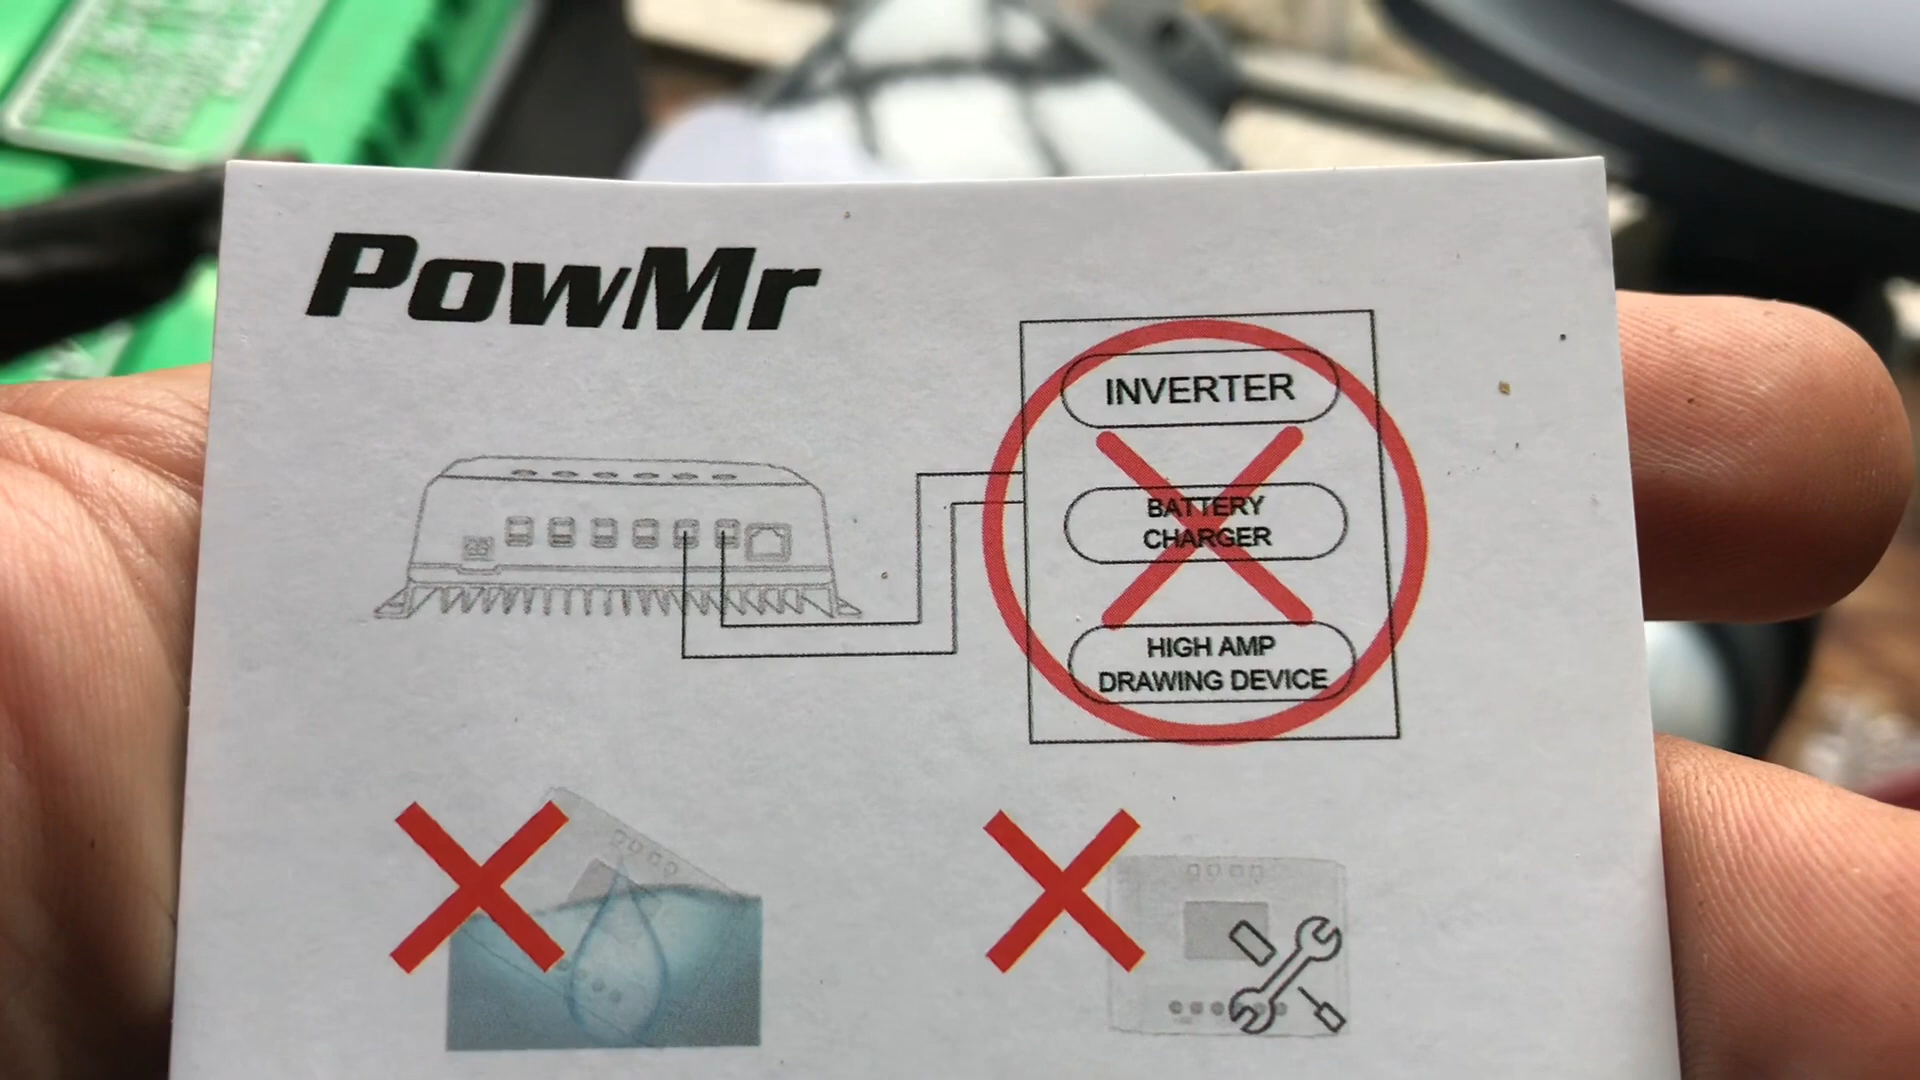 PowMr
INVERTER
BATTERY
CHARGER
HIGH AMP
DRAWING DEVICE